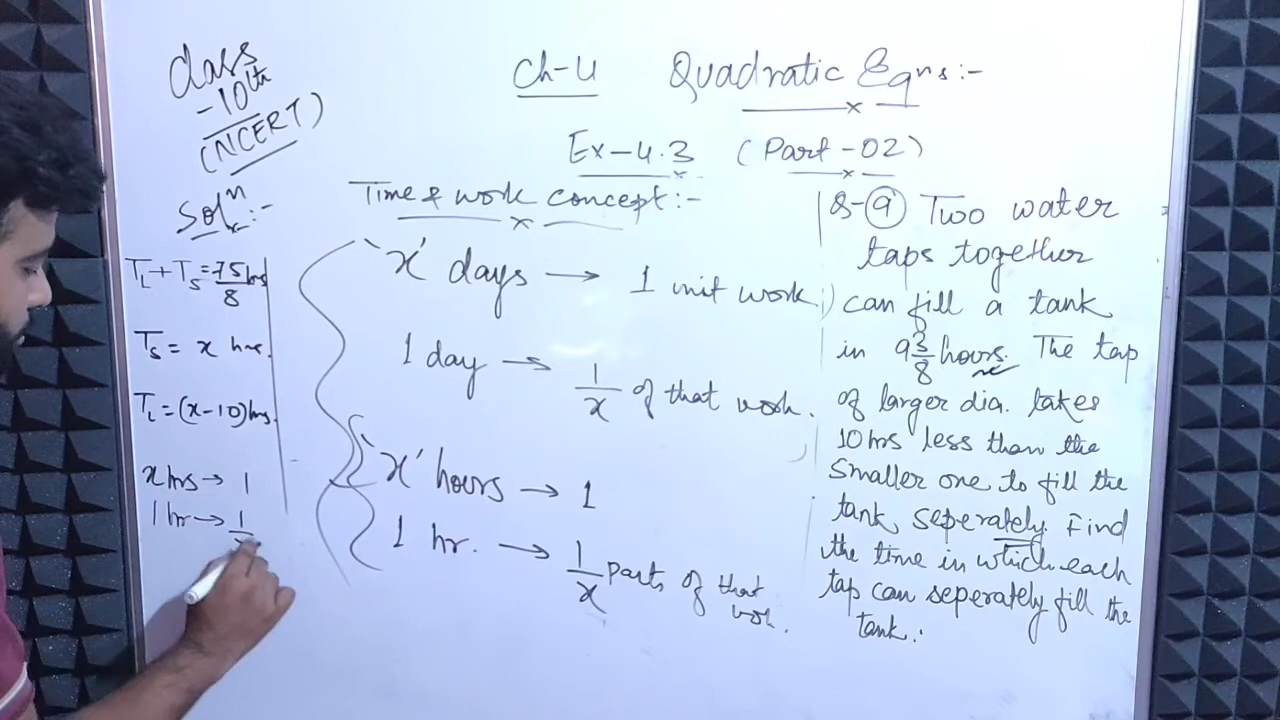 Class
-10th
(NCERT)
Ch-4 Quadratic Eqns:-
Ex-4.3 (Part-02)
Time & work concept:-
'x' days → 1 unit work
1 day → 1/x of that work.
'x' hours → 1
1 hr. → 1/x parts of that
work.
Soln:-
TL + TS = 75/8 hrs
TS = x hrs.
TL = (x-10) hrs.
x hrs → 1
1 hr → 1/x
Q-9 Two water
taps together
can fill a tank
in 9 3/8 hours. The tap
of larger dia. takes
10 hrs less than the
smaller one to fill the
tank seperately. Find
the time in which each
tap can seperately fill the
tank.